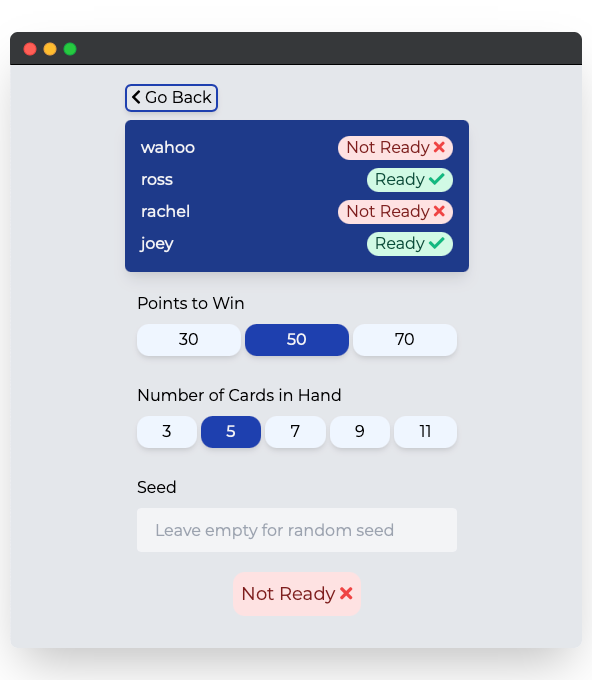 Go Back
wahoo Not Ready
ross Ready
rachel Not Ready
joey Ready
Points to Win
30 50 70
Number of Cards in Hand
3 5 7 9 11
Seed
Leave empty for random seed
Not Ready